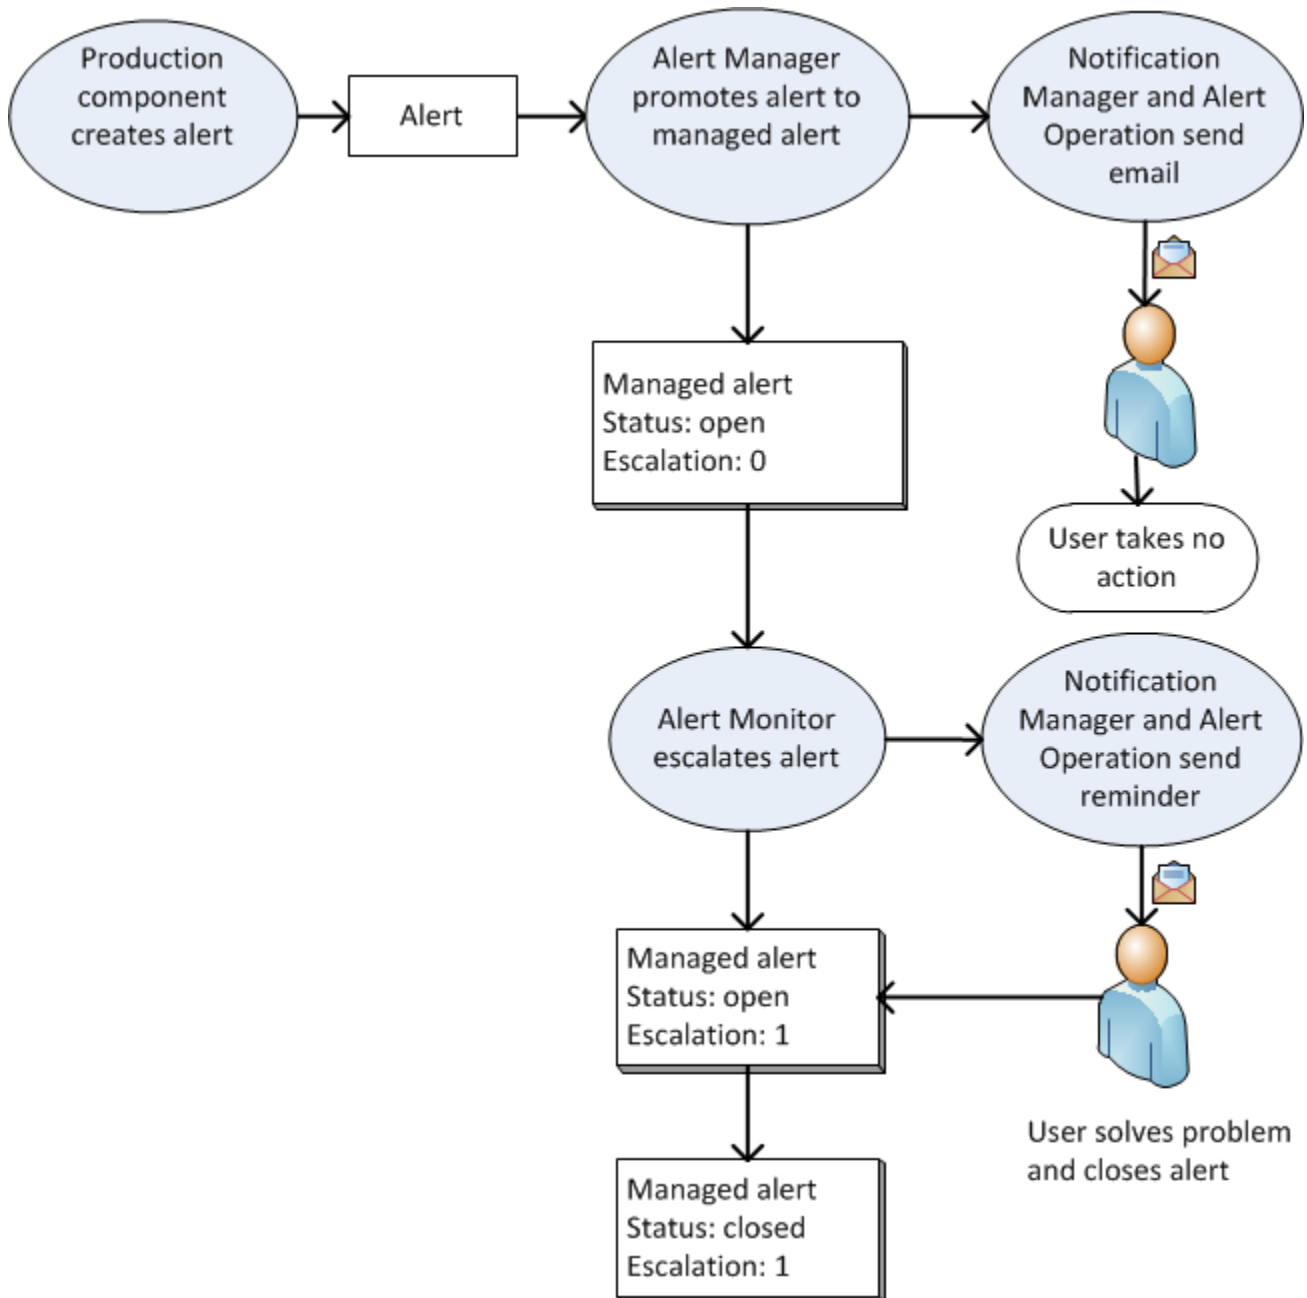 Production
component
creates alert
Alert
Alert Manager
promotes alert to
managed alert
Notification
Manager and Alert
Operation send
email
Managed alert
Status: open
Escalation: 0
User takes no
action
Alert Monitor
escalates alert
Notification
Manager and Alert
Operation send
reminder
Managed alert
Status: open
Escalation: 1
User solves problem
and closes alert
Managed alert
Status: closed
Escalation: 1